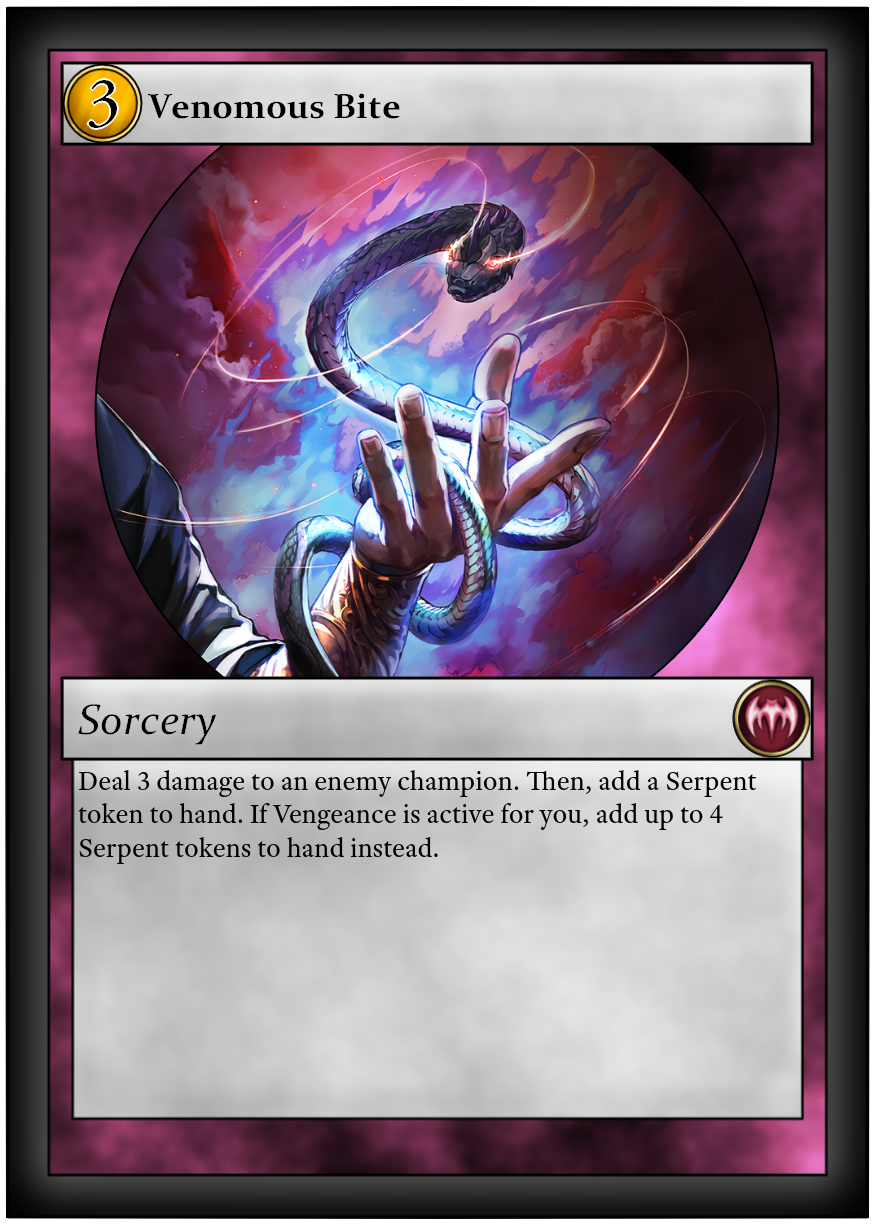 3 Venomous Bite
Sorcery
Deal 3 damage to an enemy champion. Then, add a Serpent
token to hand. If Vengeance is active for you, add up to 4
Serpent tokens to hand instead.